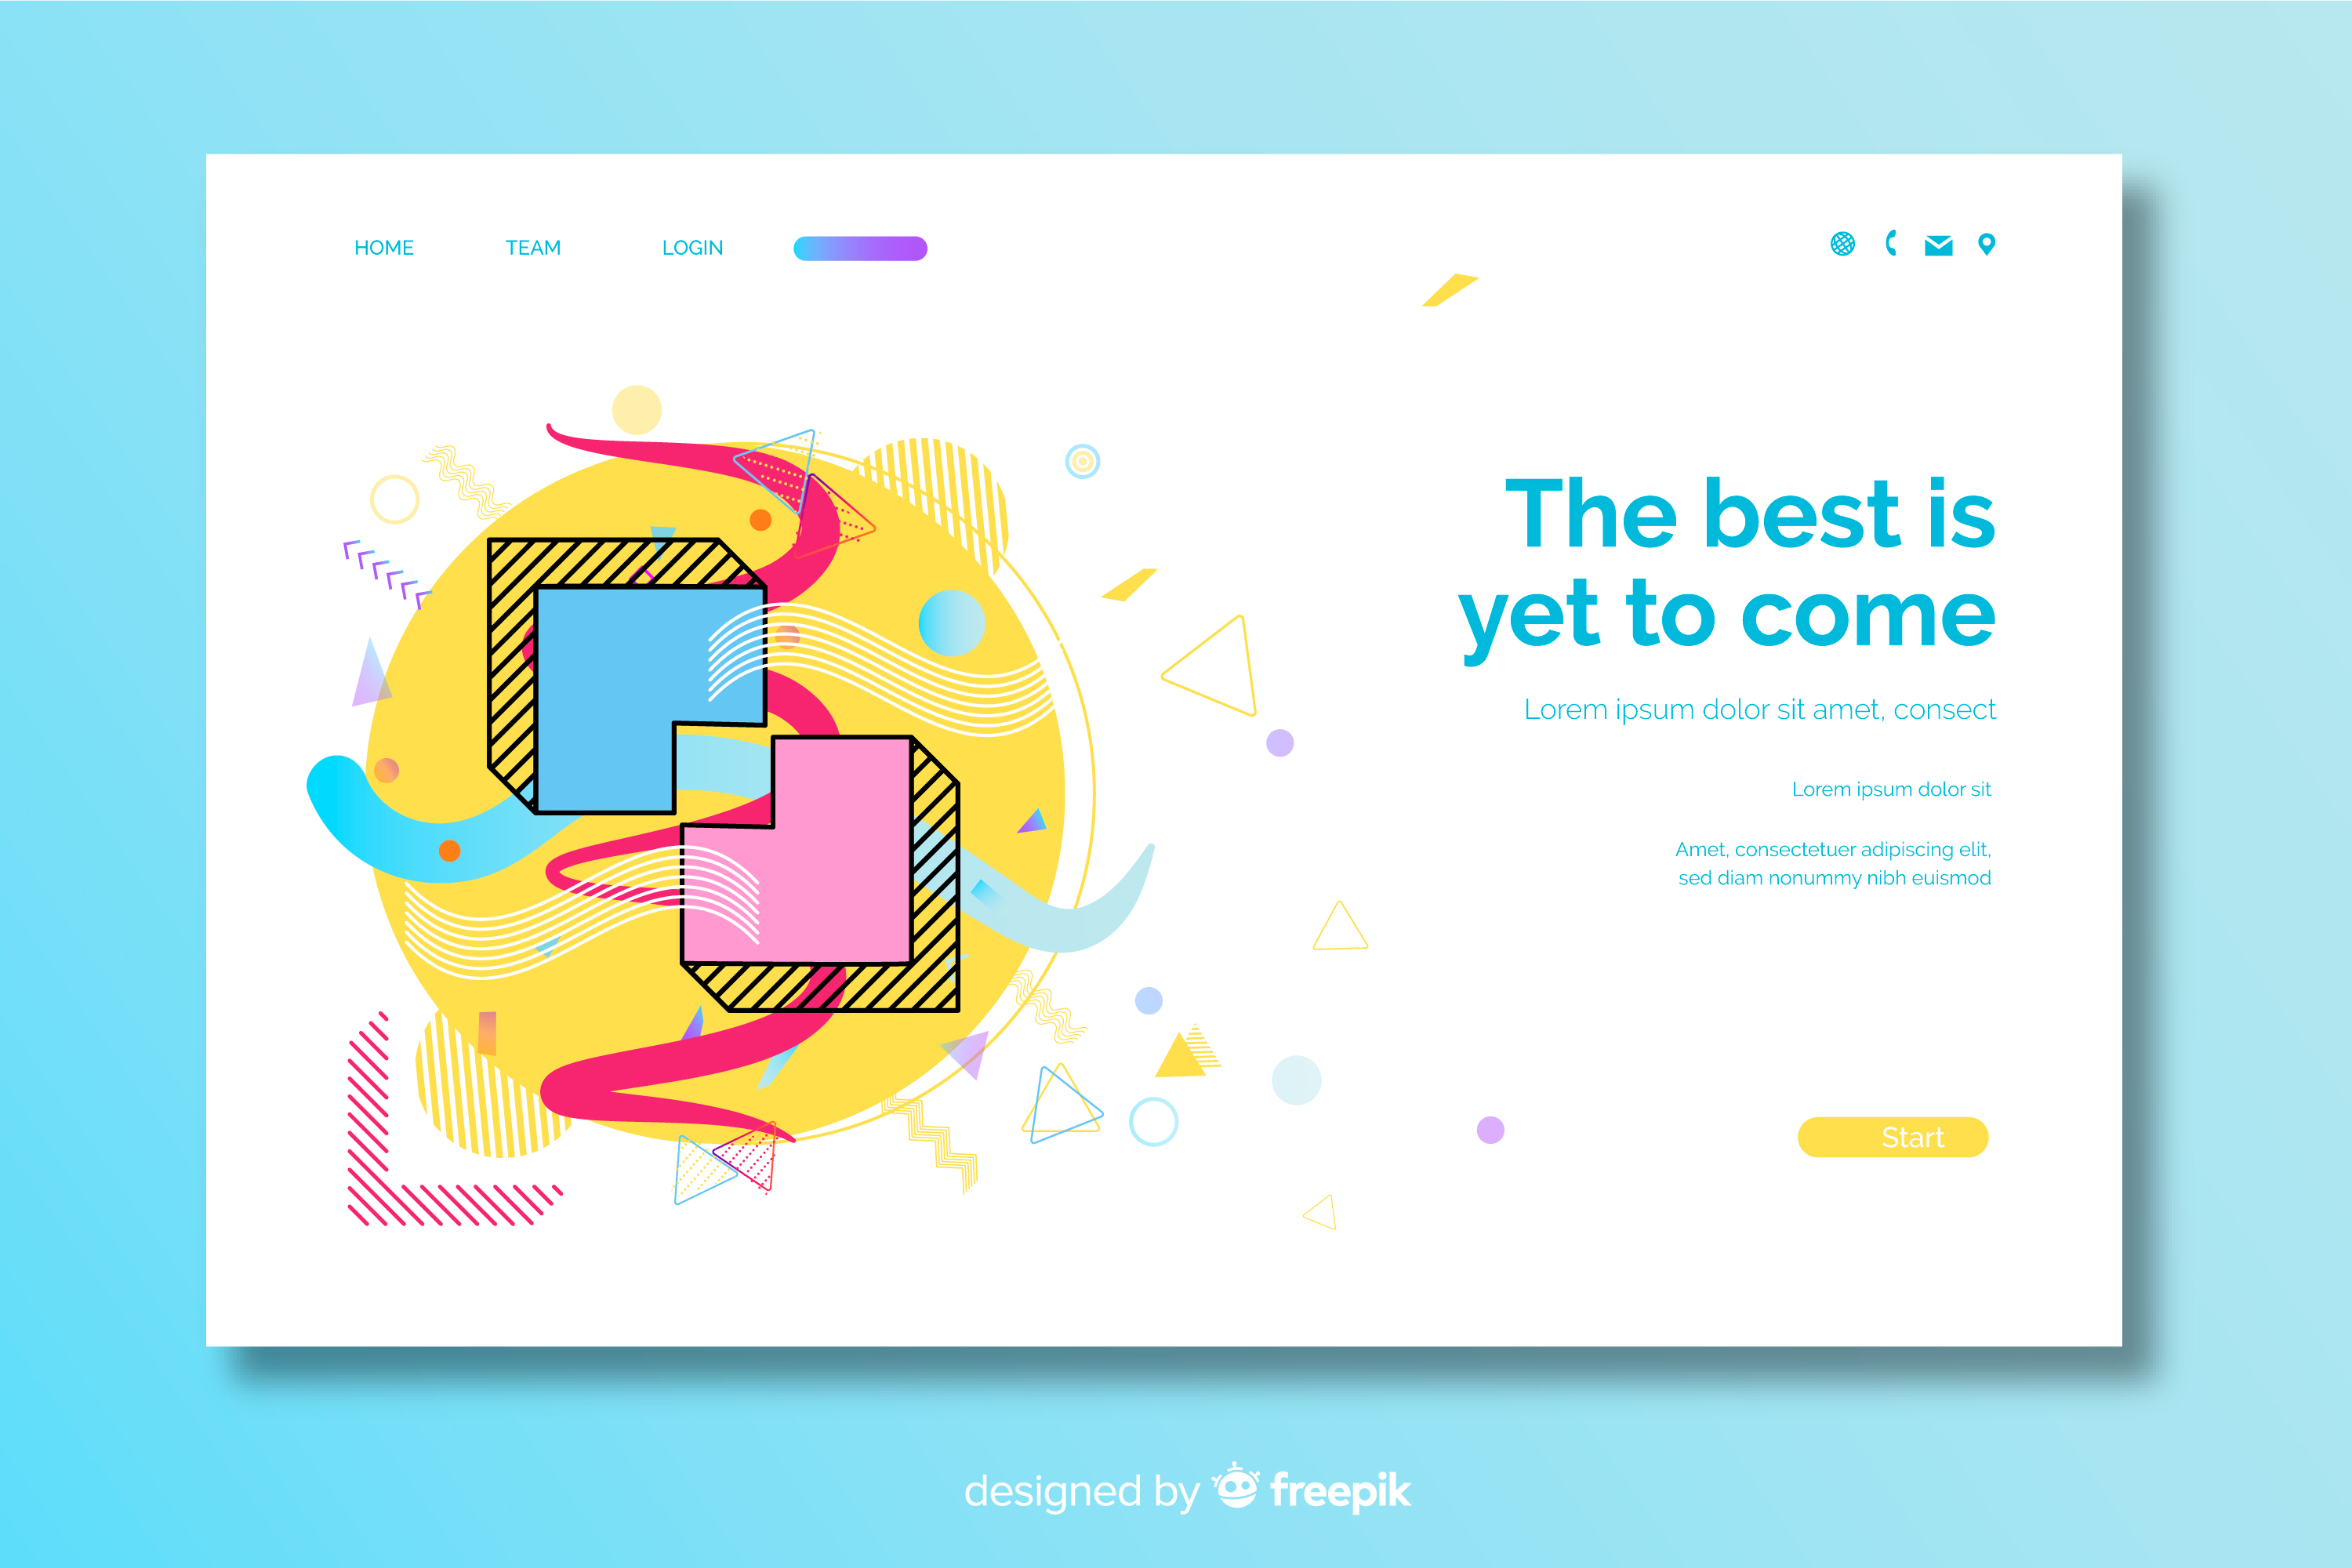 HOME TEAM LOGIN
The best is
yet to come
Lorem ipsum dolor sit amet, consect
Lorem ipsum dolor sit
Amet, consectetuer adipiscing elit,
sed diam nonummy nibh euismod
Start
designed by freepik